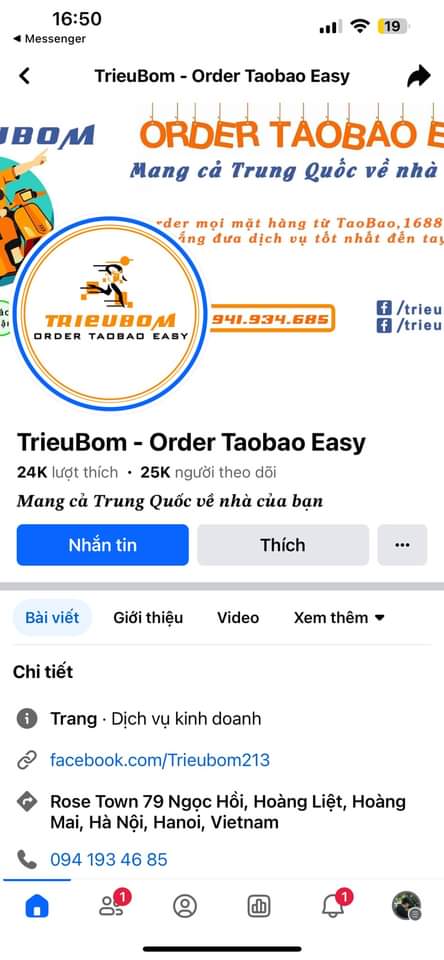 16:50
19
Messenger
TrieuBom - Order Taobao Easy
UBOM
ORDER TAOBAO E
Mang cả Trung Quốc về nhà
rder mọi mặt hàng từ TaoBao,1688
ắng đưa dịch vụ tốt nhất đến tay
TRIEUBOM
ORDER TAOBAO EASY
941.934.685
/trieu
/trieu
TrieuBom - Order Taobao Easy
24K lượt thích • 25K người theo dõi
Mang cả Trung Quốc về nhà của bạn
Nhắn tin
Thích
Bài viết
Giới thiệu
Video
Xem thêm
Chi tiết
Trang · Dịch vụ kinh doanh
facebook.com/Trieubom213
Rose Town 79 Ngọc Hồi, Hoàng Liệt, Hoàng
Mai, Hà Nội, Hanoi, Vietnam
094 193 46 85
1
1